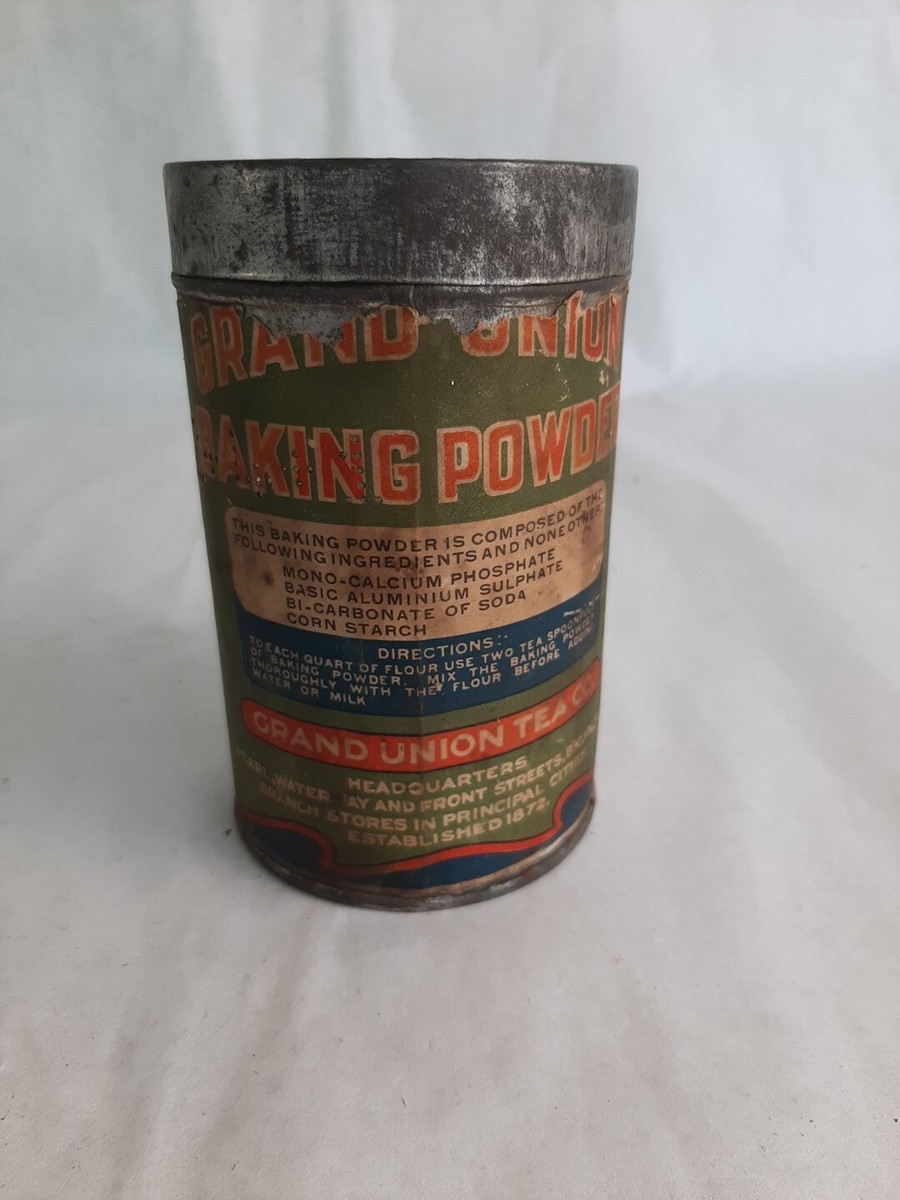 GRAND UNION
BAKING POWDER
THIS BAKING POWDER IS COMPOSED OF THE
FOLLOWING INGREDIENTS AND NONE OTHER
MONO-CALCIUM PHOSPHATE
BASIC ALUMINIUM SULPHATE
BI-CARBONATE OF SODA
CORN STARCH
DIRECTIONS:
TO EACH QUART OF FLOUR USE TWO TEA SPOONFULS
OF BAKING POWDER. MIX THE BAKING POWDER
THOROUGHLY WITH THE FLOUR BEFORE ADDING
WATER OR MILK
GRAND UNION TEA CO.
HEADQUARTERS
PEARL, WATER, JAY AND FRONT STREETS,
BRANCH STORES IN PRINCIPAL CITIES
ESTABLISHED 1872.